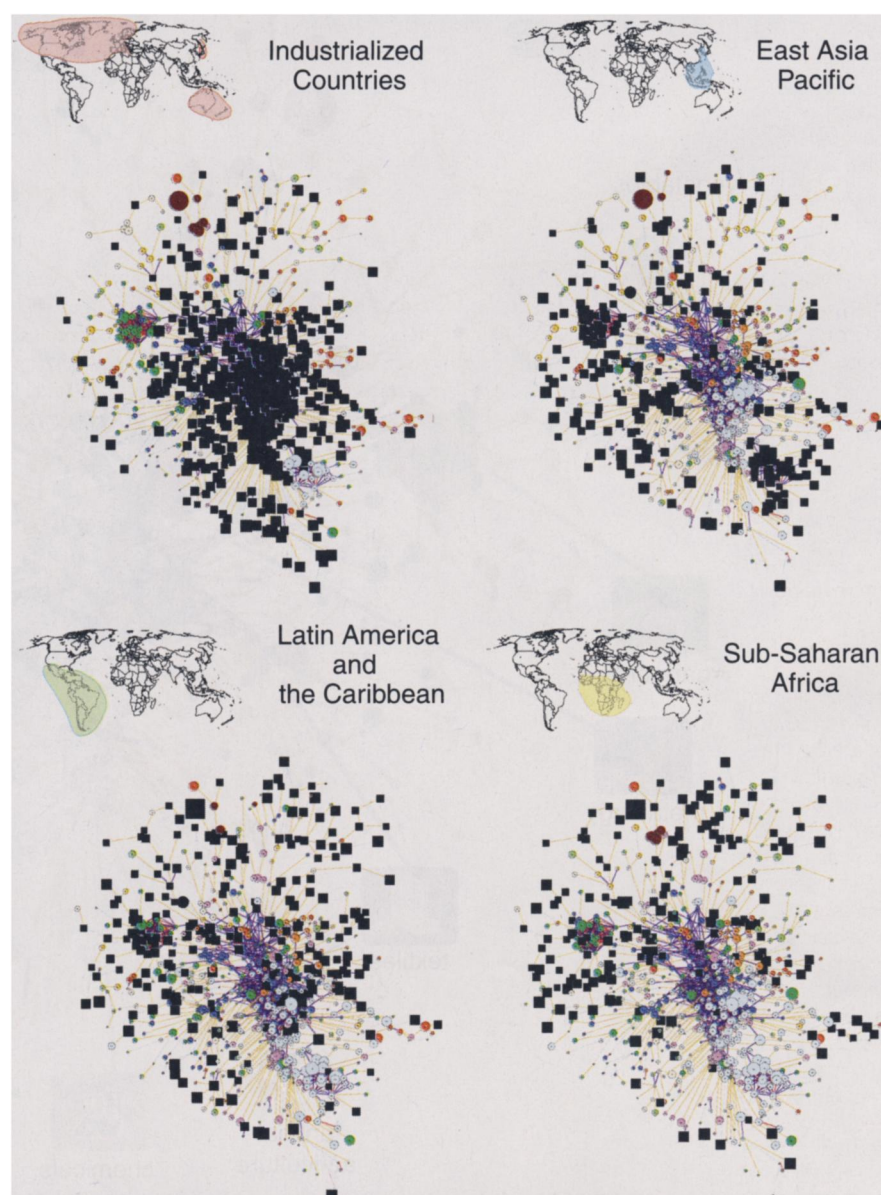 Industrialized
Countries
East Asia
Pacific
Latin America
and
the Caribbean
Sub-Saharan
Africa